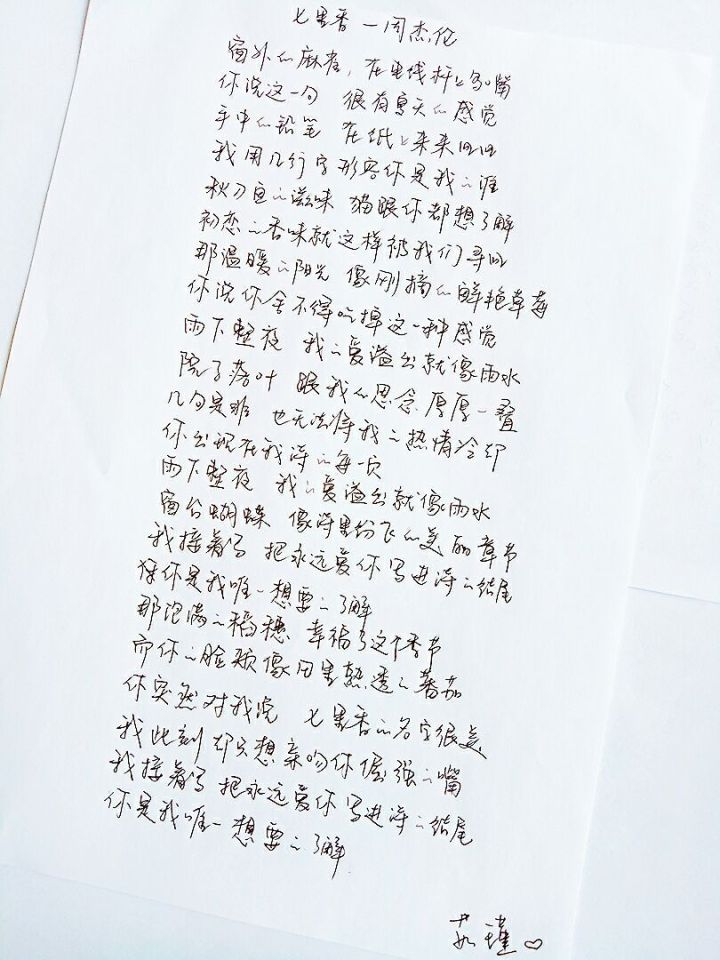 七里香 — 周杰伦
窗外的麻雀,在电线杆上多嘴
你说这一句 很有夏天的感觉
手中的铅笔 在纸上来来回回
我用几行字形容你是我的谁
秋刀鱼的滋味 猫跟你都想了解
初恋的香味就这样被我们寻回
那温暖的阳光 像刚摘的鲜艳草莓
你说你舍不得吃掉这一种感觉
雨下整夜 我的爱溢出就像雨水
院子落叶 跟我的思念厚厚一叠
几句是非 也无法将我的热情冷却
你出现在我诗的每一页
雨下整夜 我的爱溢出就像雨水
窗台蝴蝶 像诗里纷飞的美丽章节
我接着写 把永远爱你写进诗的结尾
你是我唯一想要的了解
那饱满的稻穗 幸福了这个季节
而你的脸颊像田里熟透的蕃茄
你突然对我说 七里香的名字很美
我此刻却只想亲吻你倔强的嘴
我接着写 把永远爱你写进诗的结尾
你是我唯一想要的了解